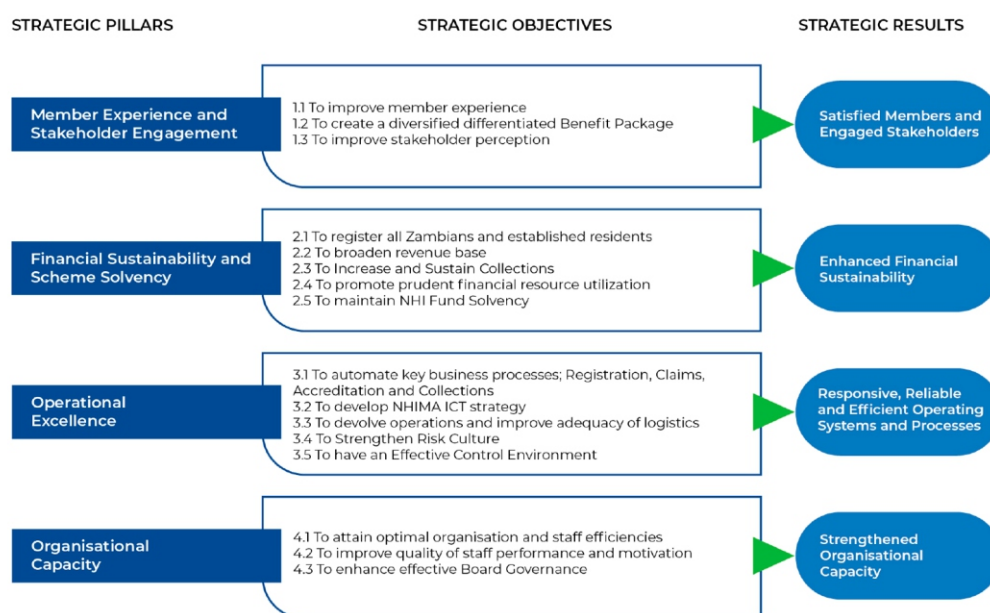 STRATEGIC PILLARS
STRATEGIC OBJECTIVES
STRATEGIC RESULTS
Member Experience and
Stakeholder Engagement
1.1 To improve member experience
1.2 To create a diversified differentiated Benefit Package
1.3 To improve stakeholder perception
Satisfied Members and
Engaged Stakeholders
Financial Sustainability and
Scheme Solvency
2.1 To register all Zambians and established residents
2.2 To broaden revenue base
2.3 To Increase and Sustain Collections
2.4 To promote prudent financial resource utilization
2.5 To maintain NHI Fund Solvency
Enhanced Financial
Sustainability
Operational
Excellence
3.1 To automate key business processes; Registration, Claims,
Accreditation and Collections
3.2 To develop NHIMA ICT strategy
3.3 To devolve operations and improve adequacy of logistics
3.4 To Strengthen Risk Culture
3.5 To have an Effective Control Environment
Responsive, Reliable
and Efficient Operating
Systems and Processes
Organisational
Capacity
4.1 To attain optimal organisation and staff efficiencies
4.2 To improve quality of staff performance and motivation
4.3 To enhance effective Board Governance
Strengthened
Organisational
Capacity